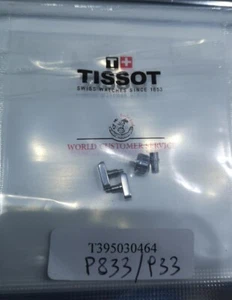 T
TISSOT
SWISS WATCHES SINCE 1853
WORLD CUSTOMER SERVICE
T395030464
P833/P33